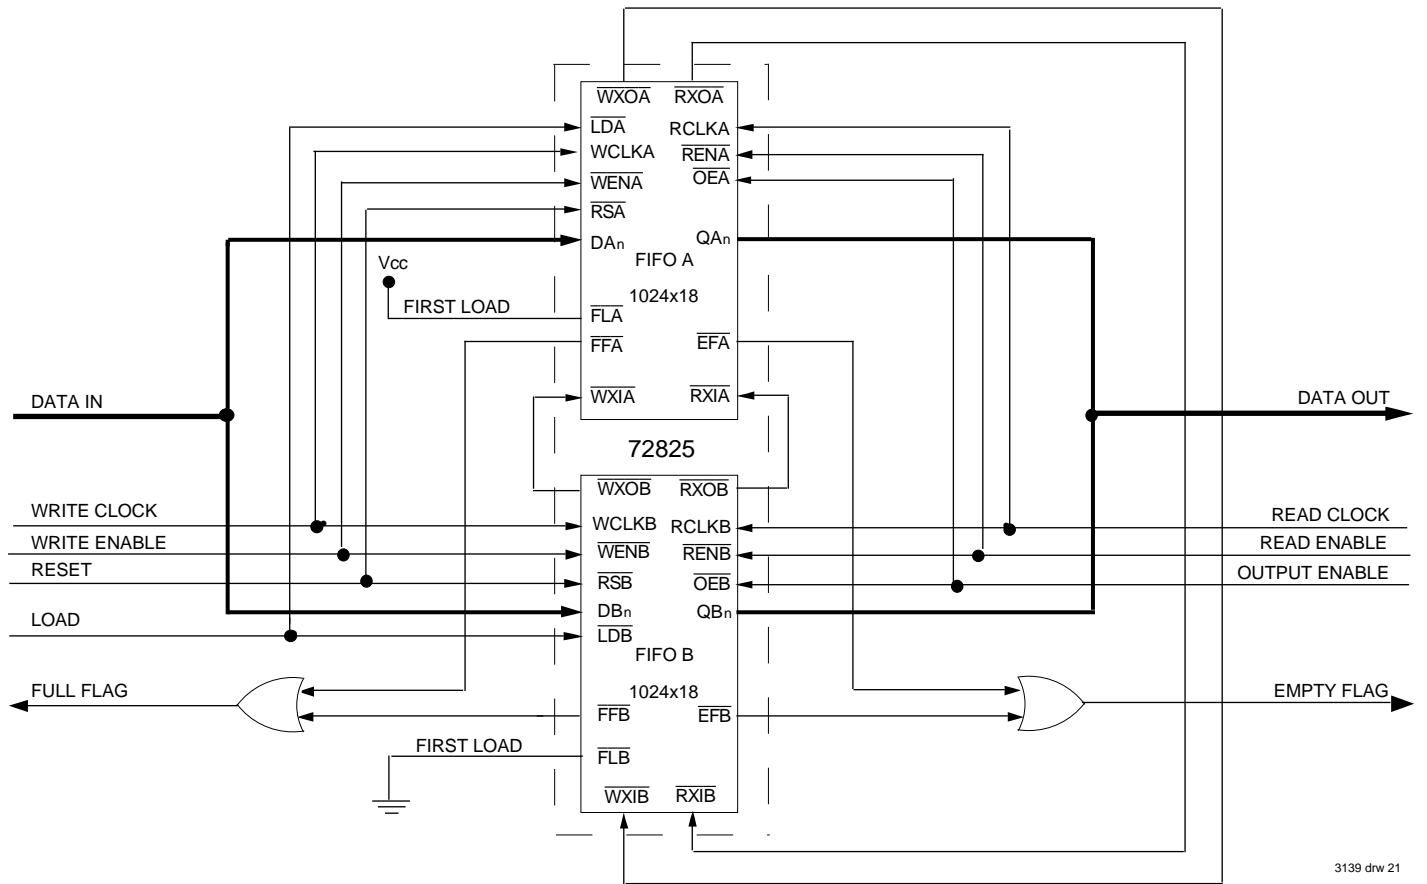 WXOA RXOA
LDA RCLKA
WCLKA RENA
WENA OEA
RSA
DAn QAn
FIFO A
Vcc
1024x18
FIRST LOAD
FLA
FFA EFA
WXIA RXIA
DATA IN
DATA OUT
72825
WXOB RXOB
WRITE CLOCK
WCLKB RCLKB
READ CLOCK
WRITE ENABLE
WENB RENB
READ ENABLE
RESET
RSB OEB
OUTPUT ENABLE
DBn QBn
LOAD
LDB
FIFO B
FULL FLAG
1024x18
EMPTY FLAG
FFB EFB
FIRST LOAD
FLB
WXIB RXIB
3139 drw 21